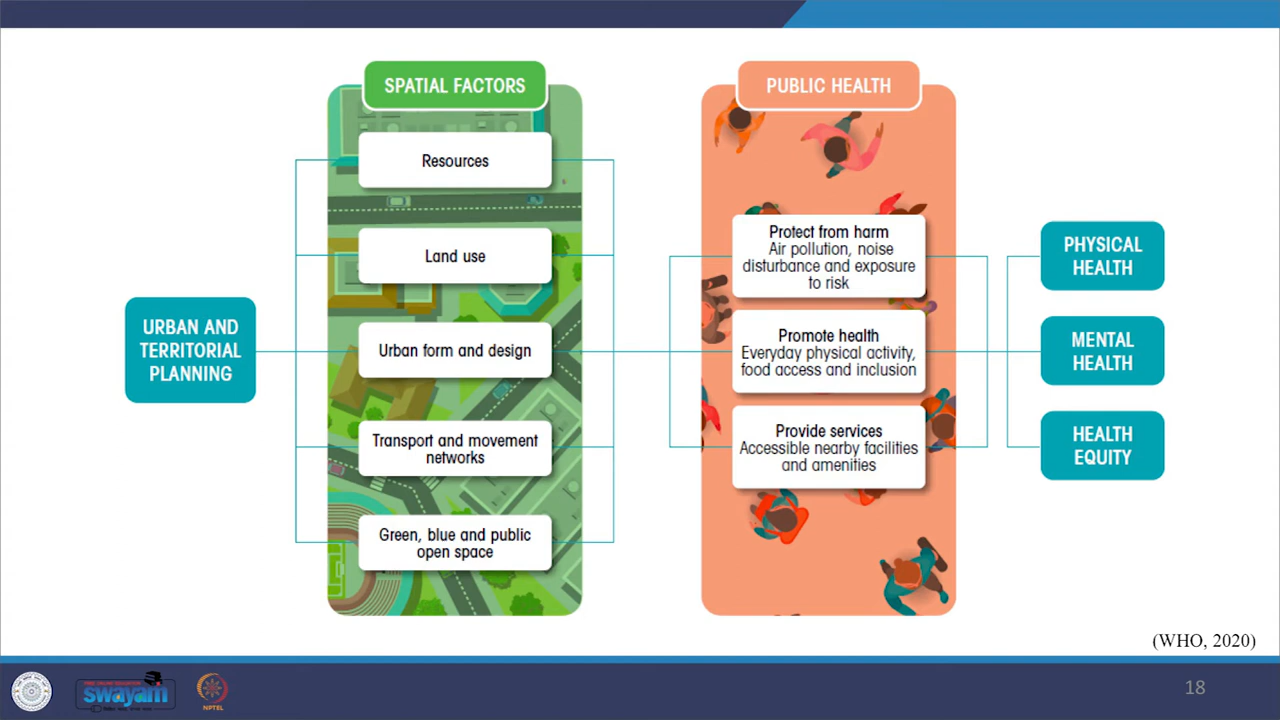 SPATIAL FACTORS
Resources
Land use
Urban form and design
Transport and movement
networks
Green, blue and public
open space
URBAN AND
TERRITORIAL
PLANNING
PUBLIC HEALTH
Protect from harm
Air pollution, noise
disturbance and exposure
to risk
Promote health
Everyday physical activity,
food access and inclusion
Provide services
Accessible nearby facilities
and amenities
PHYSICAL
HEALTH
MENTAL
HEALTH
HEALTH
EQUITY
(WHO, 2020)
swayam
NPTEL
18